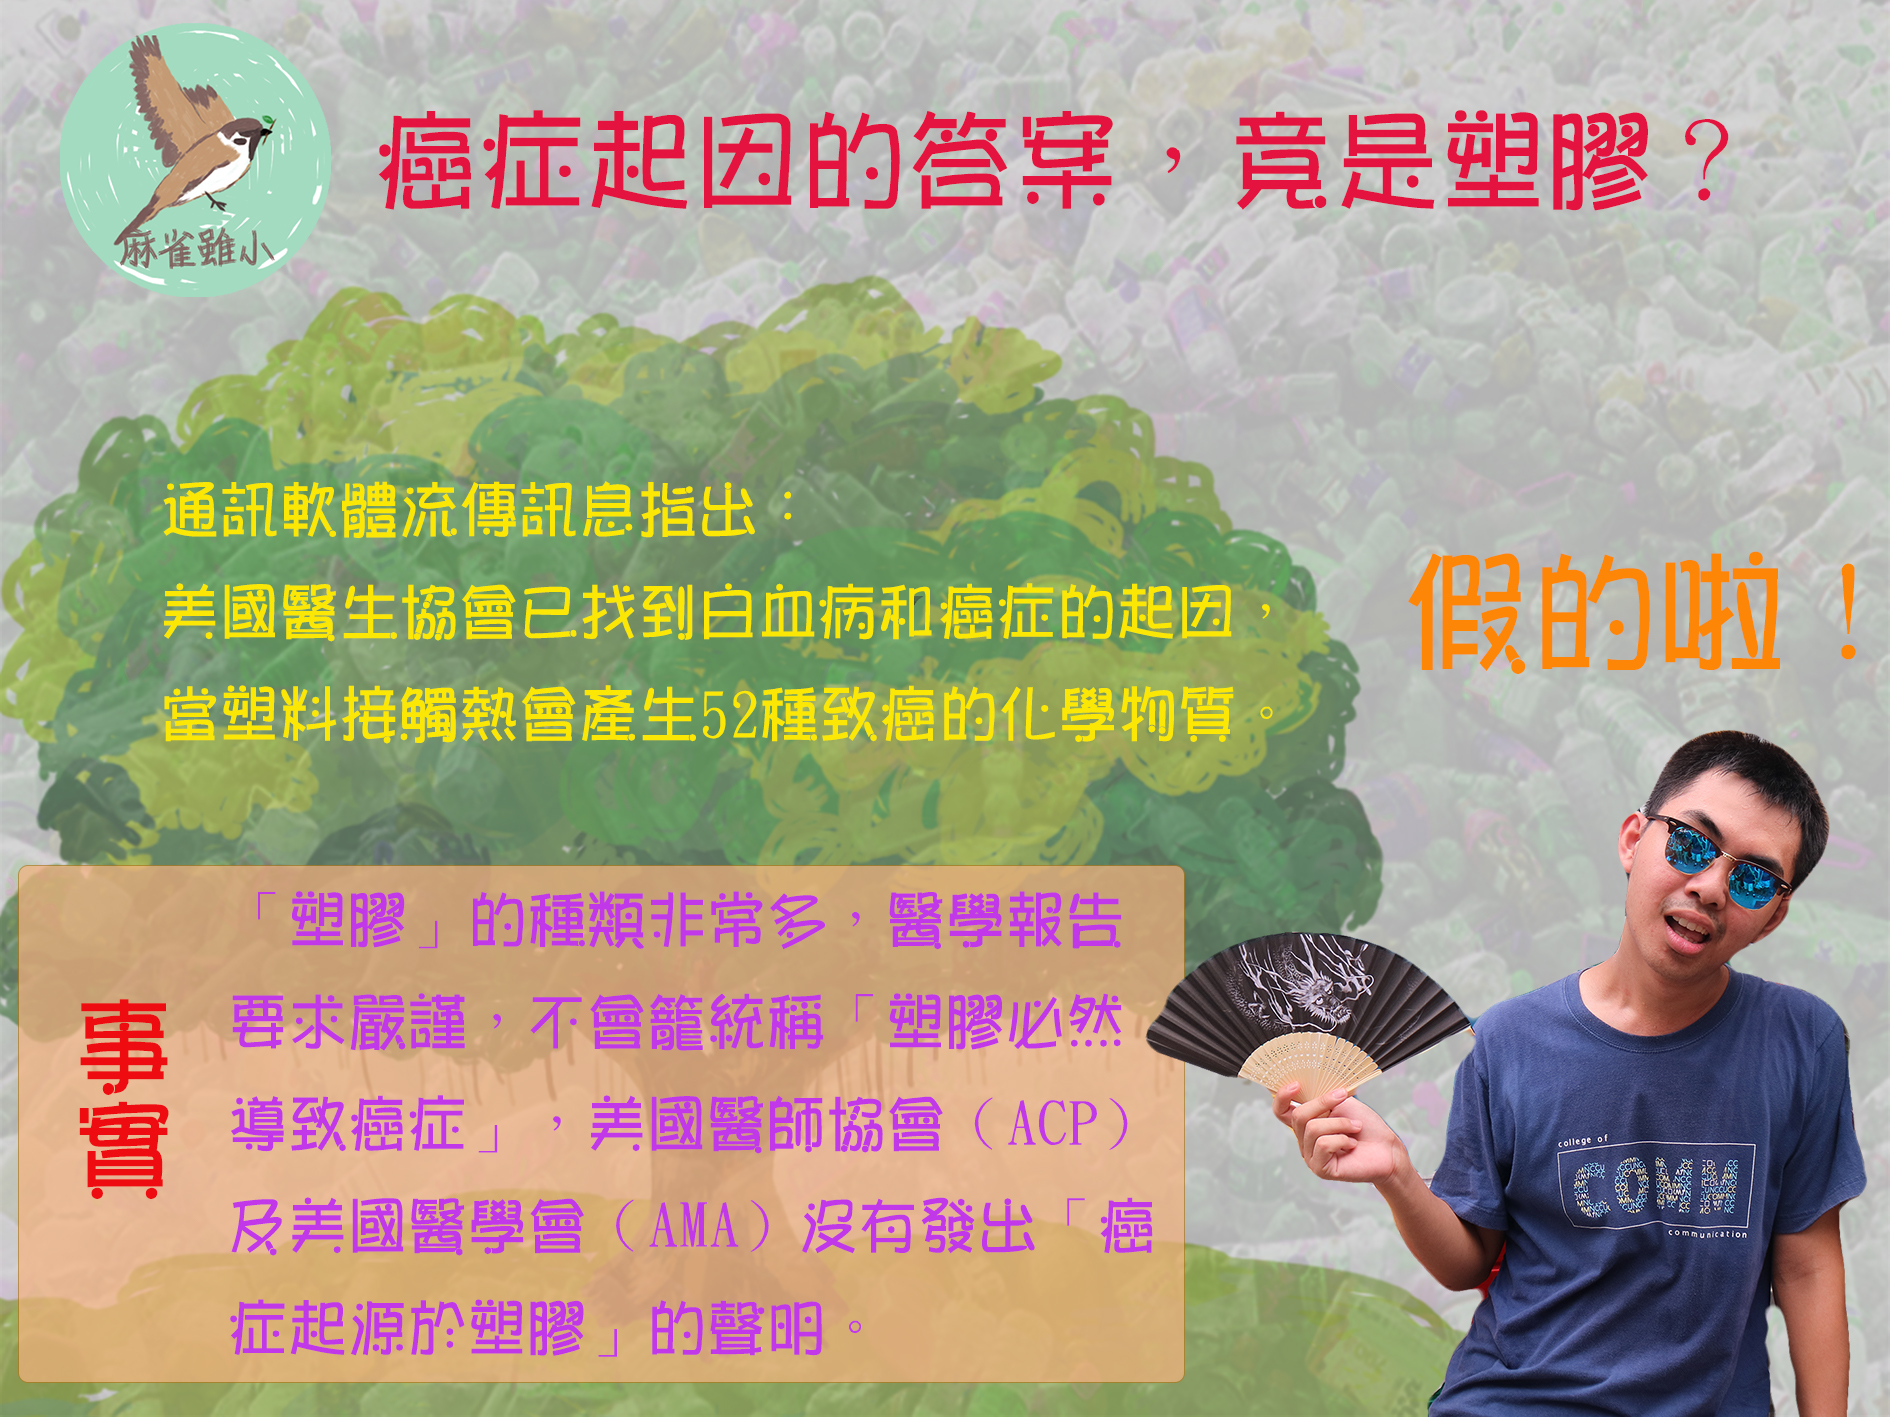 麻雀雖小
癌症起因的答案，竟是塑膠？
通訊軟體流傳訊息指出：
美國醫生協會已找到白血病和癌症的起因，
當塑料接觸熱會產生52種致癌的化學物質。
假的啦！
事實
「塑膠」的種類非常多，醫學報告
要求嚴謹，不會籠統稱「塑膠必然
導致癌症」，美國醫師協會（ACP）
及美國醫學會（AMA）沒有發出「癌
症起源於塑膠」的聲明。
college of
COMM
communication